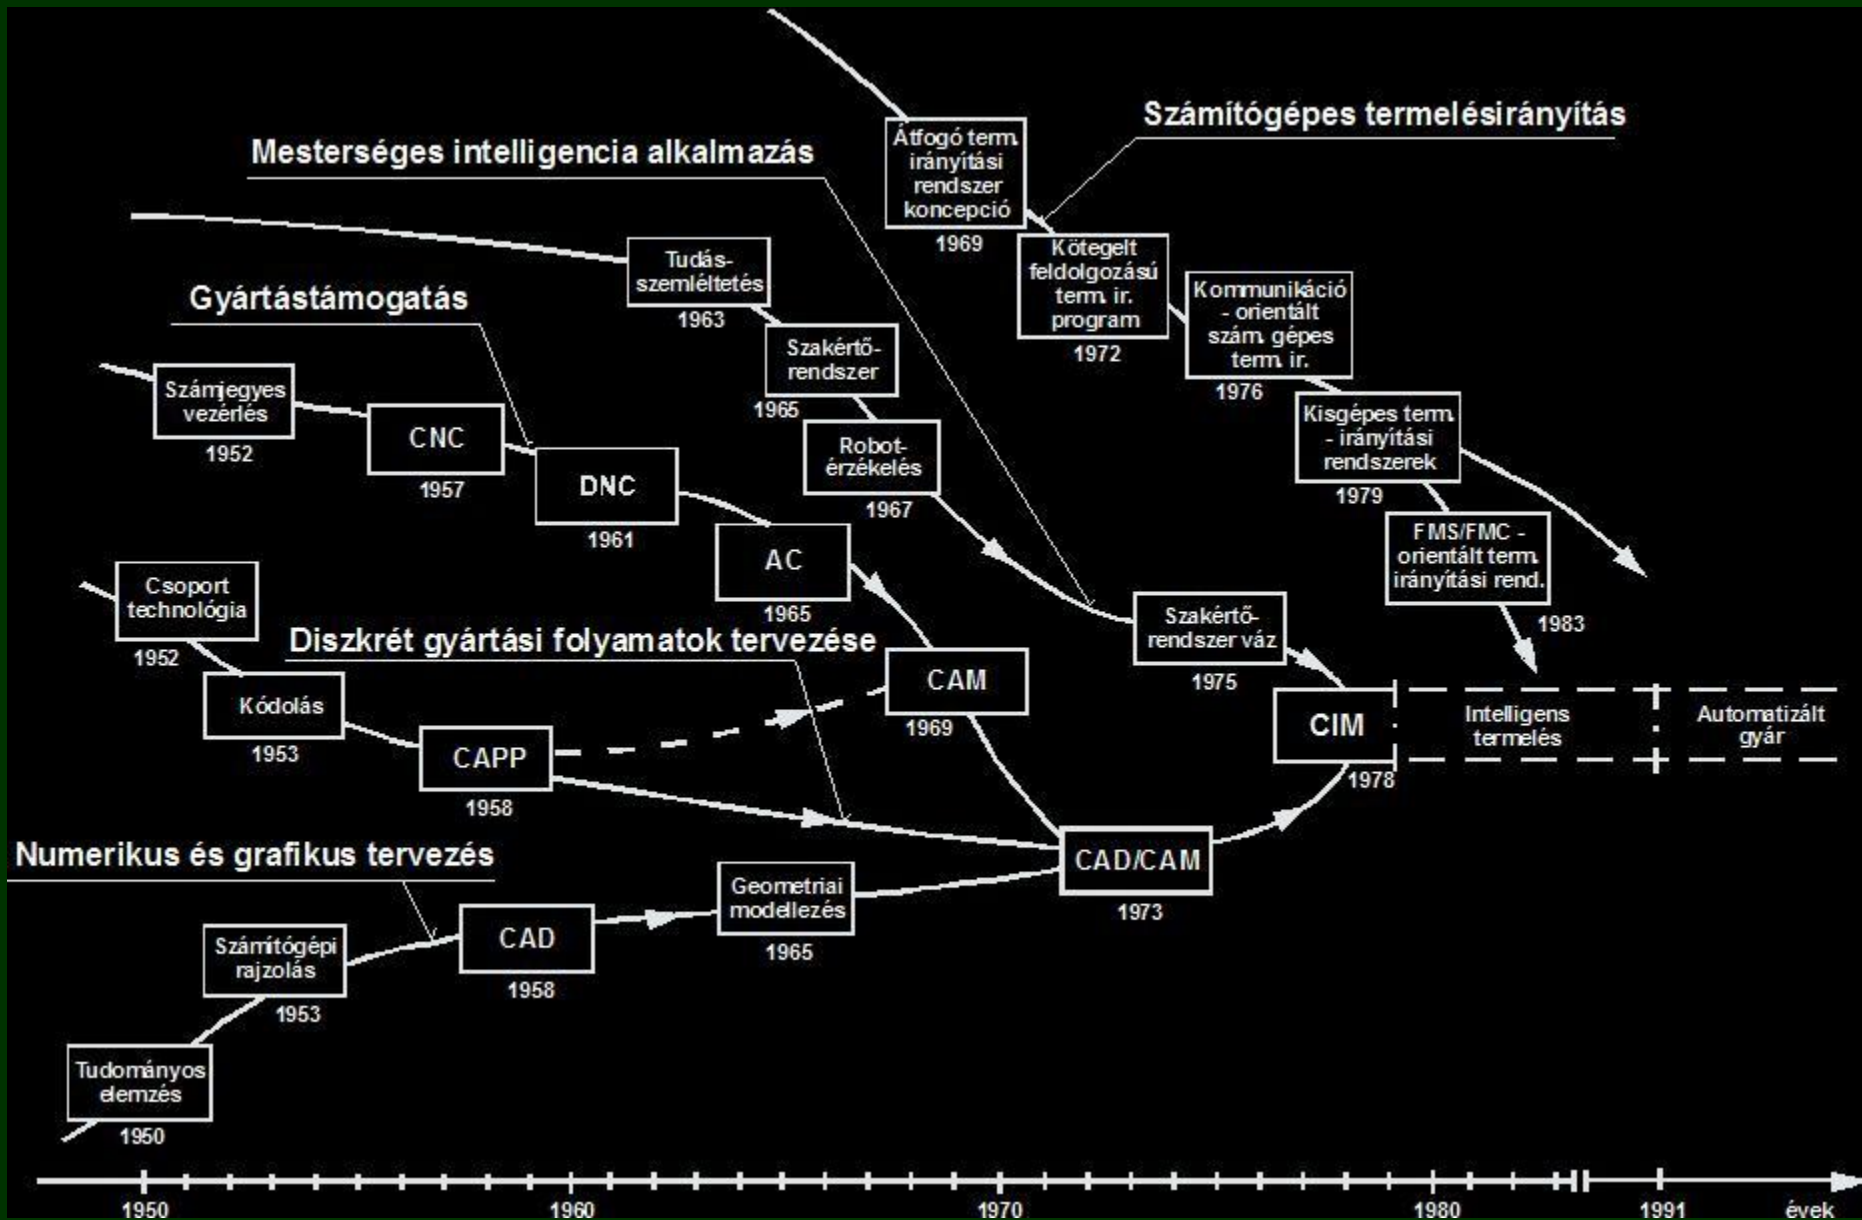 Számítógépes termelésirányítás
Átfogó term.
irányítási
rendszer
koncepció
1969
Kötegelt
feldolgozású
term. ir.
program
1972
Kommunikáció
- orientált
szám. gépes
term. ir.
1976
Kisgépes term.
- irányítási
rendszerek
1979
FMS/FMC -
orientált term.
irányítási rend.
1983
Mesterséges intelligencia alkalmazás
Tudás-
szemléltetés
1963
Szakértő-
rendszer
1965
Robot-
érzékelés
1967
Szakértő-
rendszer váz
1975
Gyártástámogatás
Számjegyes
vezérlés
1952
CNC
1957
DNC
1961
AC
1965
CAM
1969
Diszkrét gyártási folyamatok tervezése
Csoport
technológia
1952
Kódolás
1953
CAPP
1958
CIM
1978
Intelligens
termelés
Automatizált
gyár
Numerikus és grafikus tervezés
Tudományos
elemzés
1950
Számítógépi
rajzolás
1953
CAD
1958
Geometriai
modellezés
1965
CAD/CAM
1973
1950
1960
1970
1980
1991
évek